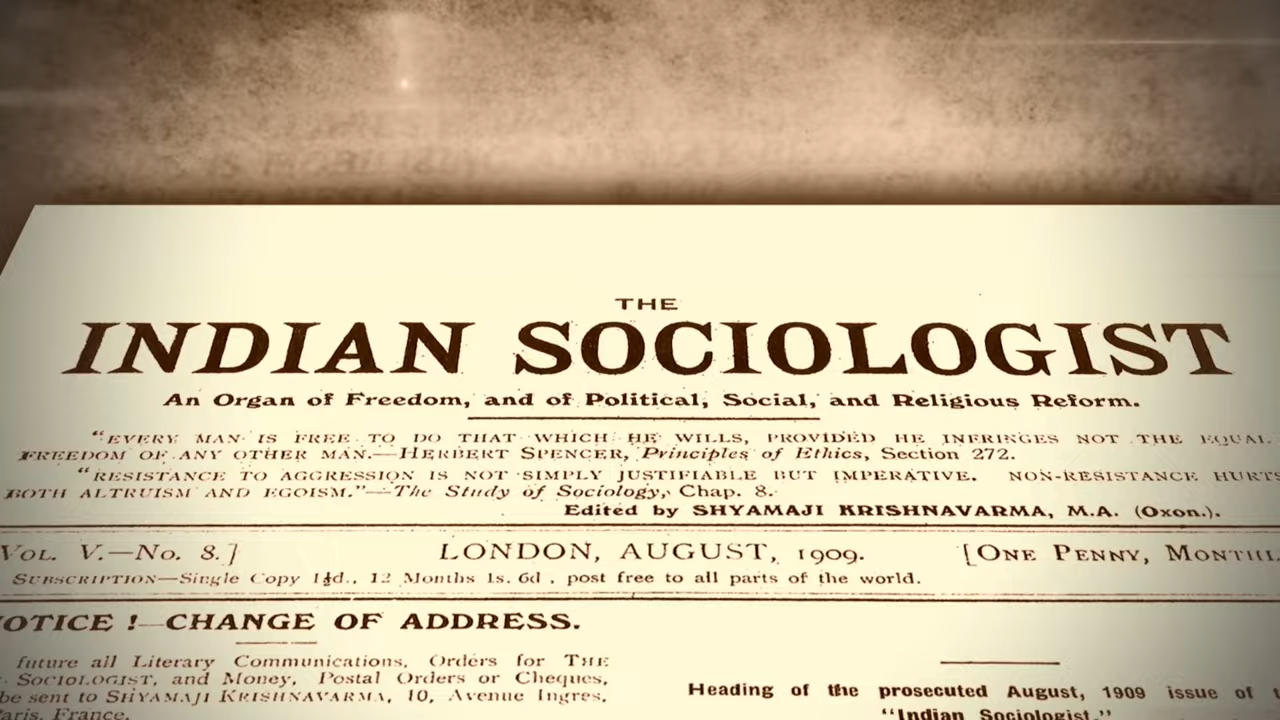 THE
INDIAN SOCIOLOGIST
An Organ of Freedom, and of Political, Social, and Religious Reform.
"EVERY MAN IS FREE TO DO THAT WHICH HE WILLS, PROVIDED HE INFRINGES NOT THE EQUAL
FREEDOM OF ANY OTHER MAN.—HERBERT SPENCER, Principles of Ethics, Section 272.
"RESISTANCE TO AGGRESSION IS NOT SIMPLY JUSTIFIABLE BUT IMPERATIVE. NON-RESISTANCE HURTS
BOTH ALTRUISM AND EGOISM."—The Study of Sociology, Chap. 8.
Edited by SHYAMAJI KRISHNAVARMA, M.A. (Oxon.).
VOL. V.—No. 8.] LONDON, AUGUST, 1909. [ONE PENNY, MONTHL
SUBSCRIPTION—Single Copy 1½d., 12 Months 1s. 6d , post free to all parts of the world.
OTICE !—CHANGE OF ADDRESS.
future all Literary Communications, Orders for THE
SOCIOLOGIST, and Money, Postal Orders or Cheques,
be sent to SHYAMAJI KRISHNAVARMA, 10, Avenue Ingres,
aris, France.
Heading of the prosecuted August, 1909 issue of t
"Indian Sociologist."